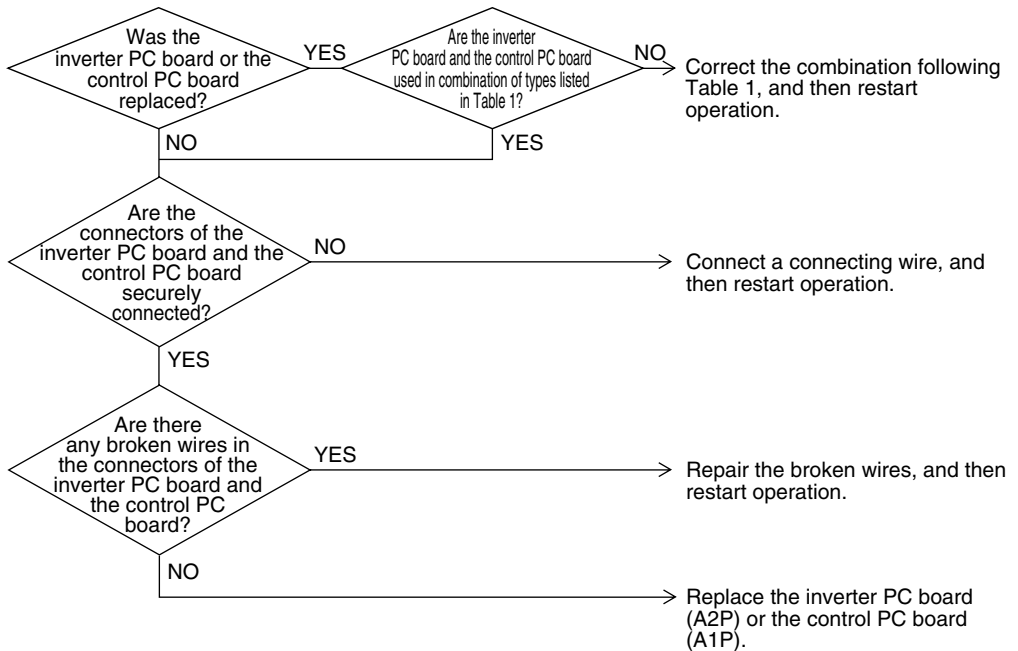 Was the
inverter PC board or the
control PC board
replaced?
YES
Are the inverter
PC board and the control PC board
used in combination of types listed
in Table 1?
NO
Correct the combination following
Table 1, and then restart
operation.
NO
YES
Are the
connectors of the
inverter PC board and the
control PC board
securely
connected?
NO
Connect a connecting wire, and
then restart operation.
YES
Are there
any broken wires in
the connectors of the
inverter PC board and
the control PC
board?
YES
Repair the broken wires, and then
restart operation.
NO
Replace the inverter PC board
(A2P) or the control PC board
(A1P).